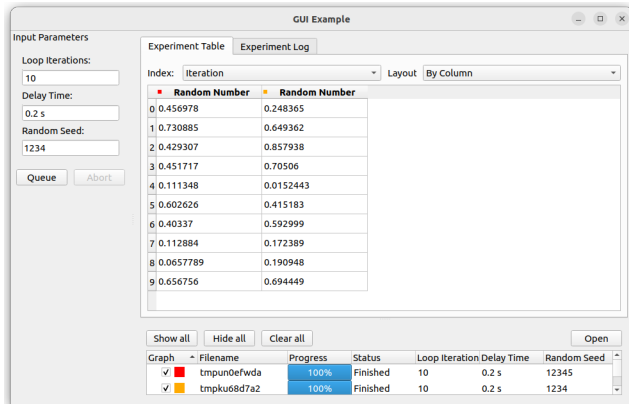 GUI Example
Input Parameters
Loop Iterations:
10
Delay Time:
0.2 s
Random Seed:
1234
Queue Abort
Experiment Table Experiment Log
Index: Iteration Layout By Column
Random Number Random Number
0 0.456978 0.248365
1 0.730885 0.649362
2 0.429307 0.857938
3 0.451717 0.70506
4 0.111348 0.0152443
5 0.602626 0.415183
6 0.40337 0.592999
7 0.112884 0.172389
8 0.0657789 0.190948
9 0.656756 0.694449
Show all Hide all Clear all Open
Graph Filename Progress Status Loop Iteration Delay Time Random Seed
tmpun0efwda 100% Finished 10 0.2 s 12345
tmpku68d7a2 100% Finished 10 0.2 s 1234